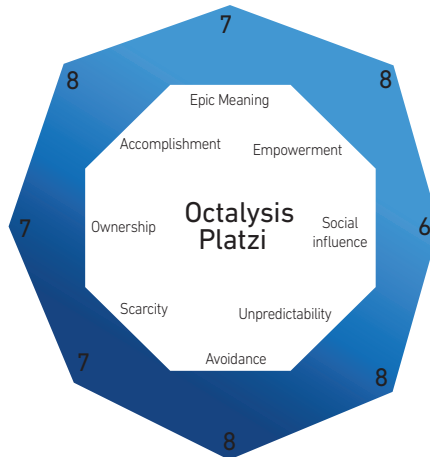 7
8
8
Epic Meaning
Accomplishment
Empowerment
Octalysis
Platzi
7
Ownership
Social
influence
6
Scarcity
Unpredictability
7
Avoidance
8
8